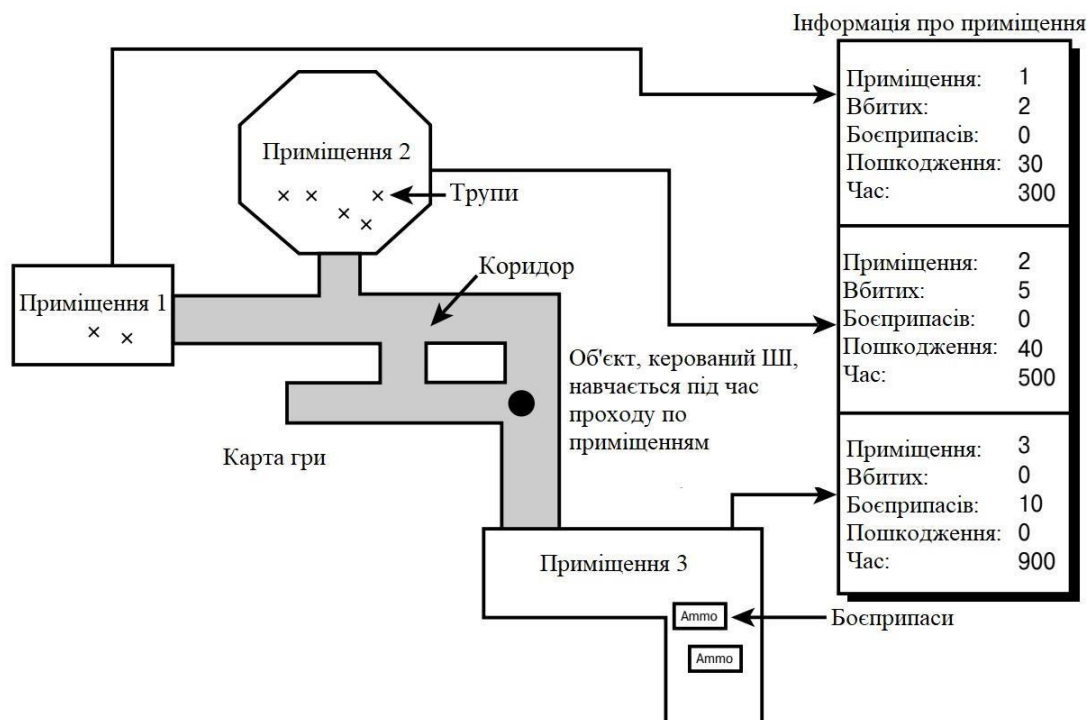 Інформація про приміщення
Приміщення: 1
Вбитих: 2
Боєприпасів: 0
Пошкодження: 30
Час: 300
Приміщення 2
Трупи
Приміщення: 2
Вбитих: 5
Боєприпасів: 0
Пошкодження: 40
Час: 500
Коридор
Приміщення 1
Об'єкт, керований ШІ,
навчається під час
проходу по
приміщенням
Карта гри
Приміщення: 3
Вбитих: 0
Боєприпасів: 10
Пошкодження: 0
Час: 900
Приміщення 3
Ammo
Боєприпаси
Ammo